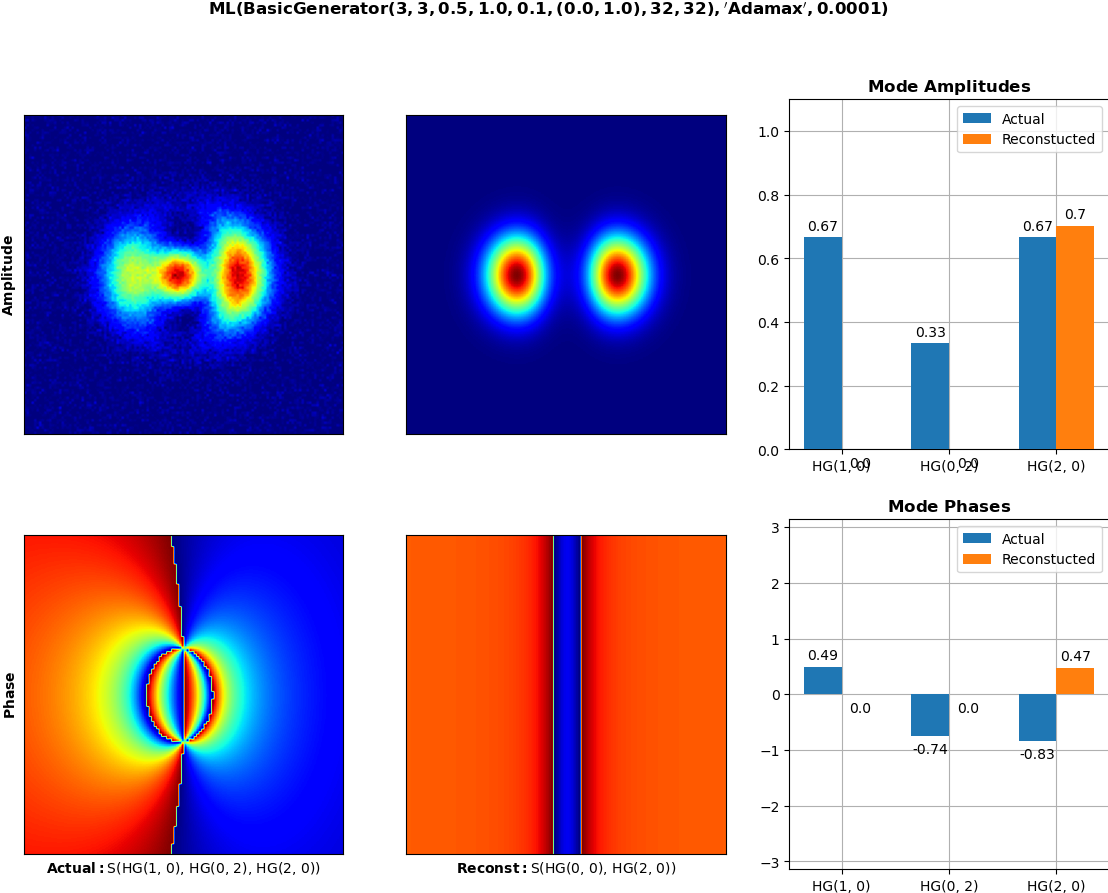 ML(BasicGenerator(3, 3, 0.5, 1.0, 0.1, (0.0, 1.0), 32, 32), ′Adamax′, 0.0001)
Mode Amplitudes
Actual
Reconstucted
1.0
0.8
0.6
0.4
0.2
0.0
0.67
0.0
0.33
0.0
0.67
0.7
HG(1, 0)
HG(0, 2)
HG(2, 0)
Amplitude
Mode Phases
Actual
Reconstucted
3
2
1
0
−1
−2
−3
0.49
0.0
-0.74
0.0
-0.83
0.47
HG(1, 0)
HG(0, 2)
HG(2, 0)
Phase
Actual: S(HG(1, 0), HG(0, 2), HG(2, 0))
Reconst: S(HG(0, 0), HG(2, 0))